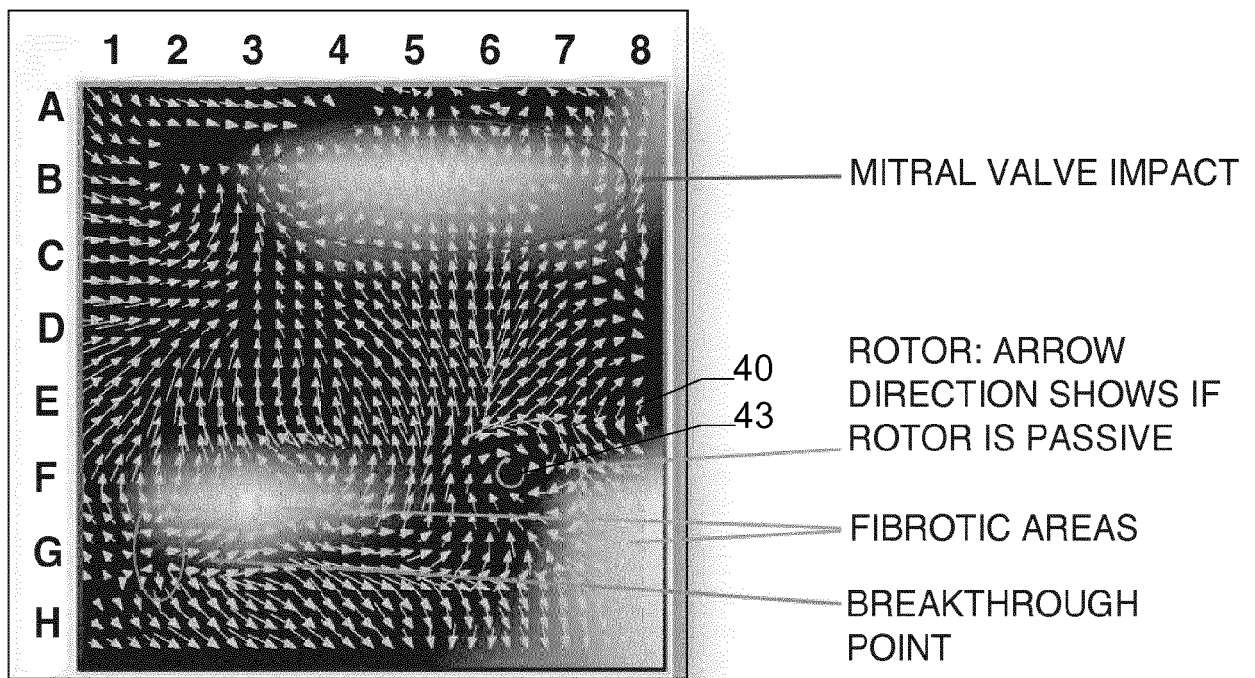 1 2 3 4 5 6 7 8
A
B
C
D
E
F
G
H
MITRAL VALVE IMPACT
40
43
ROTOR: ARROW
DIRECTION SHOWS IF
ROTOR IS PASSIVE
FIBROTIC AREAS
BREAKTHROUGH
POINT